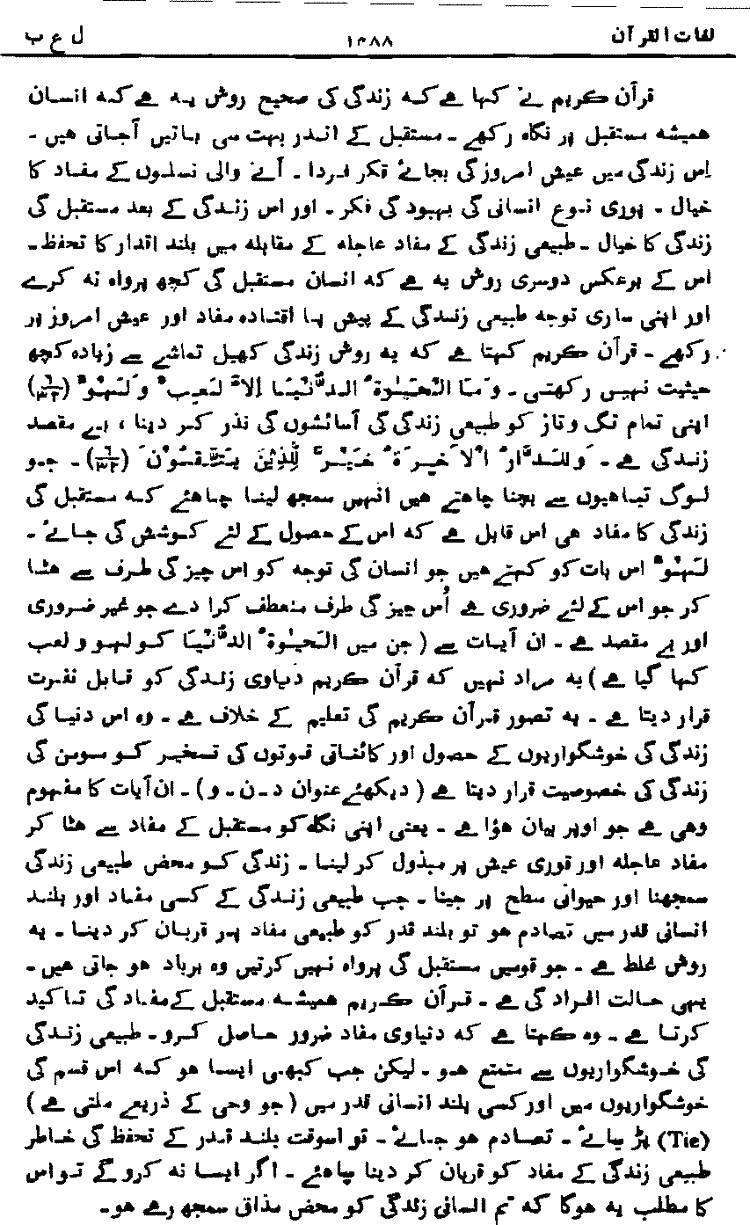 لغات القرآن ۱۴۸۸ ل ع ب
قرآن کریم نے کہا ہے کہ زندگی کی صحیح روش یہ ہے کہ انسان
ہمیشہ مستقبل پر نگاہ رکھے ۔ مستقبل کے اندر بہت سی باتیں آجاتی ہیں ۔
اِس زندگی میں عیش امروز کی بجائے فکر فردا ۔ آنے والی نسلوں کے مفاد کا
خیال ۔ پوری نوع انسانی کی بہبود کی فکر ۔ اور اس زندگی کے بعد مستقبل کی
زندگی کا خیال ۔ طبیعی زندگی کے مفاد عاجلہ کے مقابلہ میں بلند اقدار کا تحفظ ۔
اس کے برعکس دوسری روش یہ ہے کہ انسان مستقبل کی کچھ پرواہ نہ کرے
اور اپنی ساری توجہ طبیعی زندگی کے پیش پا افتادہ مفاد اور عیش امروز پر
رکھے ۔ قرآن کریم کہتا ہے کہ یہ روش زندگی کھیل تماشے سے زیادہ کچھ
حیثیت نہیں رکھتی ۔ وَمَا الْحَيٰوةُ الدُّنْيَا اِلَّا لَعِبٌ وَّلَهْوٌ (۶/۳۲)
اپنی تمام تگ و تاز کو طبیعی زندگی کی آسائشوں کی نذر کر دینا ، بے مقصد
زندگی ہے ۔ وَلَلدَّارُ الْاٰخِرَةُ خَيْرٌ لِّلَّذِيْنَ يَتَّقُوْنَ (۶/۳۲) ۔ جو
لوگ تباہیوں سے بچنا چاہتے ہیں انہیں سمجھ لینا چاہئے کہ مستقبل کی
زندگی کا مفاد ہی اس قابل ہے کہ اس کے حصول کے لئے کوشش کی جائے ۔
لَهْوٌ اس بات کو کہتے ہیں جو انسان کی توجہ کو اس چیز کی طرف سے ہٹا
کر جو اس کے لئے ضروری ہے اُس چیز کی طرف منعطف کرا دے جو غیر ضروری
اور بے مقصد ہے ۔ ان آیات سے ( جن میں الْحَيٰوةُ الدُّنْيَا کو لہو و لعب
کہا گیا ہے ) یہ مراد نہیں کہ قرآن کریم دنیاوی زندگی کو قابل نفرت
قرار دیتا ہے ۔ یہ تصور قرآن کریم کی تعلیم کے خلاف ہے ۔ وہ اس دنیا کی
زندگی کی خوشگواریوں کے حصول اور کائناتی قوتوں کی تسخیر کو مومن کی
زندگی کی خصوصیت قرار دیتا ہے ( دیکھئے عنوان د ۔ ن ۔ و ) ۔ ان آیات کا مفہوم
وہی ہے جو اوپر بیان ہؤا ہے ۔ یعنی اپنی نگاہ کو مستقبل کے مفاد سے ہٹا کر
مفاد عاجلہ اور فوری عیش پر مبذول کر لینا ۔ زندگی کو محض طبیعی زندگی
سمجھنا اور حیوانی سطح پر جینا ۔ جب طبیعی زندگی کے کسی مفاد اور بلند
انسانی قدر میں تصادم ہو تو بلند قدر کو طبیعی مفاد پر قربان کر دینا ۔ یہ
روش غلط ہے ۔ جو قومیں مستقبل کی پرواہ نہیں کرتیں وہ برباد ہو جاتی ہیں ۔
یہی حالت افراد کی ہے ۔ قرآن کریم ہمیشہ مستقبل کے مفاد کی تاکید
کرتا ہے ۔ وہ کہتا ہے کہ دنیاوی مفاد ضرور حاصل کرو ۔ طبیعی زندگی
کی خوشگواریوں سے متمتع ہو ۔ لیکن جب کبھی ایسا ہو کہ اس قسم کی
خوشگواریوں میں اور کسی بلند انسانی قدر میں ( جو وحی کے ذریعے ملتی ہے )
(Tie) پڑ جائے ۔ تصادم ہو جائے ۔ تو اسوقت بلند قدر کے تحفظ کی خاطر
طبیعی زندگی کے مفاد کو قربان کر دینا چاہئے ۔ اگر ایسا نہ کرو گے تو اس
کا مطلب یہ ہوگا کہ تم انسانی زندگی کو محض مذاق سمجھ رہے ہو ۔